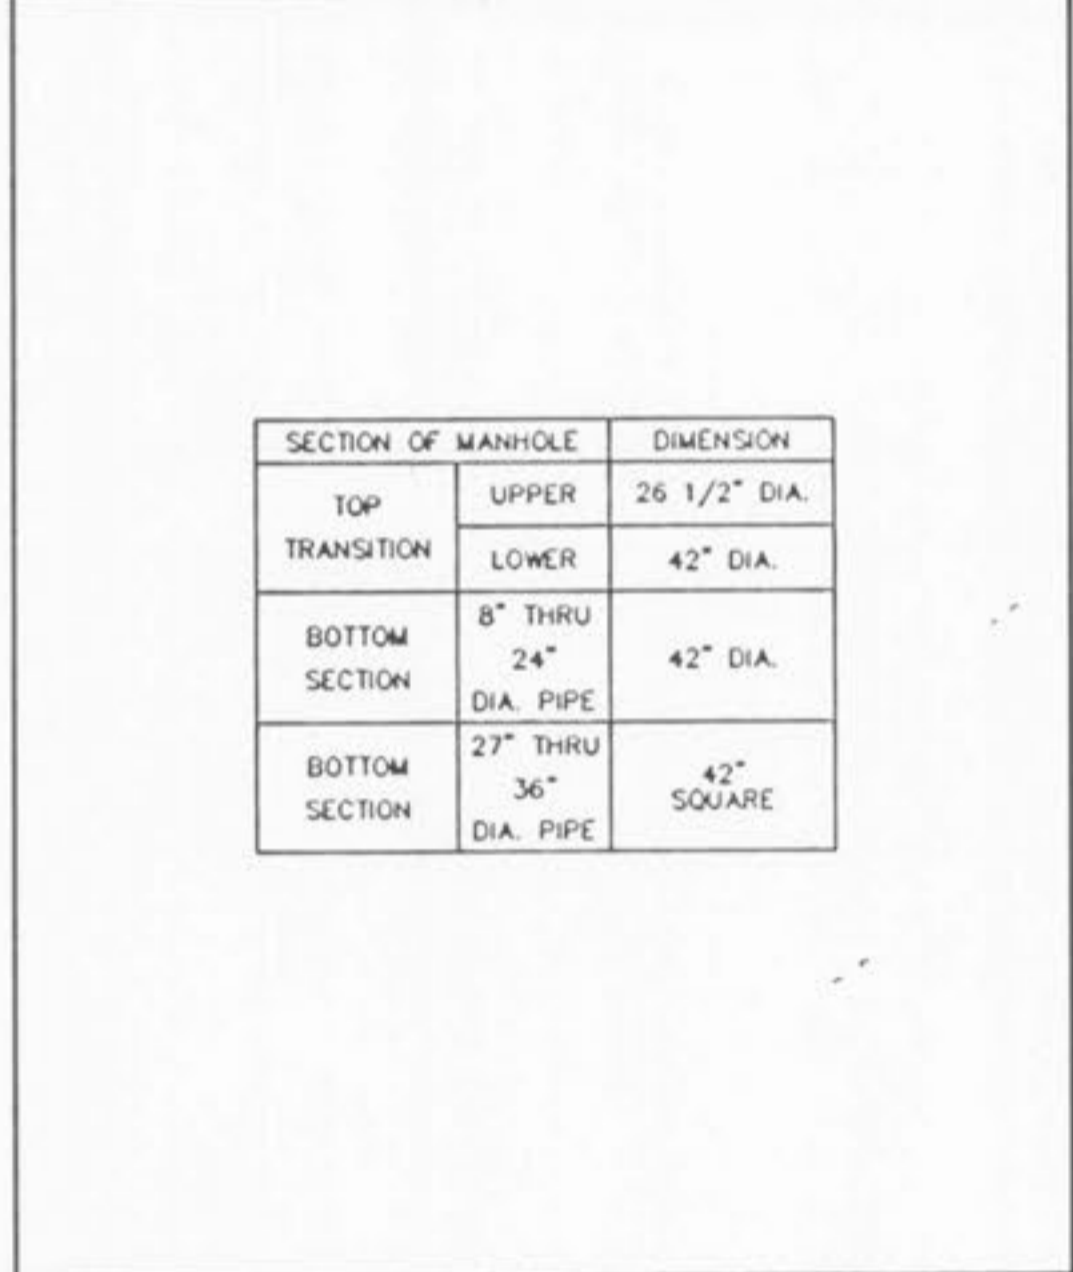 SECTION OF MANHOLE DIMENSION
TOP
TRANSITION
UPPER 26 1/2" DIA.
LOWER 42" DIA.
BOTTOM
SECTION
8" THRU
24"
DIA. PIPE
42" DIA.
BOTTOM
SECTION
27" THRU
36"
DIA. PIPE
42"
SQUARE